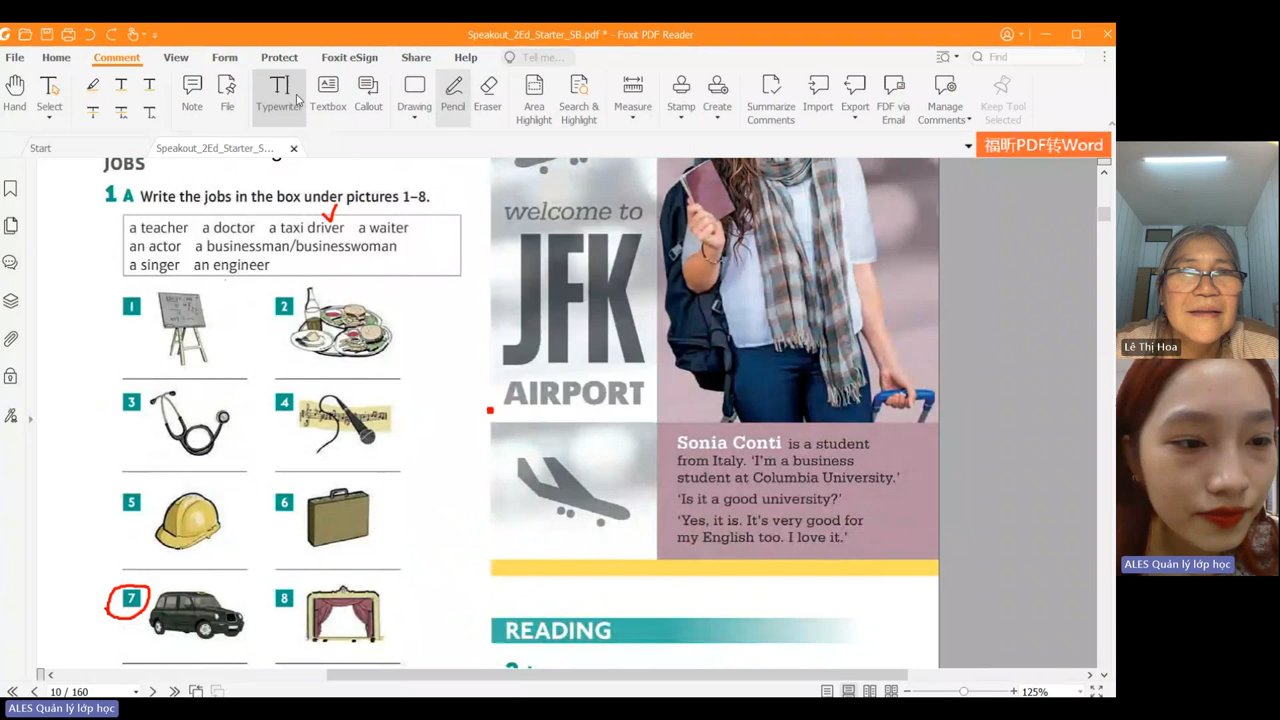 Speakout_2Ed_Starter_SB.pdf * - Foxit PDF Reader
File Home Comment View Form Protect Foxit eSign Share Help Tell me... Find
Hand Select Note File Typewriter Textbox Callout Drawing Pencil Eraser Area Highlight Search & Highlight Measure Stamp Create Summarize Comments Import Export FDF via Email Manage Comments Keep Tool Selected
Start Speakout_2Ed_Starter_S...
福昕PDF转Word
JOBS
1 A Write the jobs in the box under pictures 1–8.
a teacher a doctor a taxi driver a waiter
an actor a businessman/businesswoman
a singer an engineer
1 2
3 4
5 6
7 8
welcome to
JFK
AIRPORT
Sonia Conti is a student
from Italy. ‘I’m a business
student at Columbia University.’
‘Is it a good university?’
‘Yes, it is. It’s very good for
my English too. I love it.’
READING
10 / 160
125%
Lê Thị Hoa
ALES Quản lý lớp học
ALES Quản lý lớp học